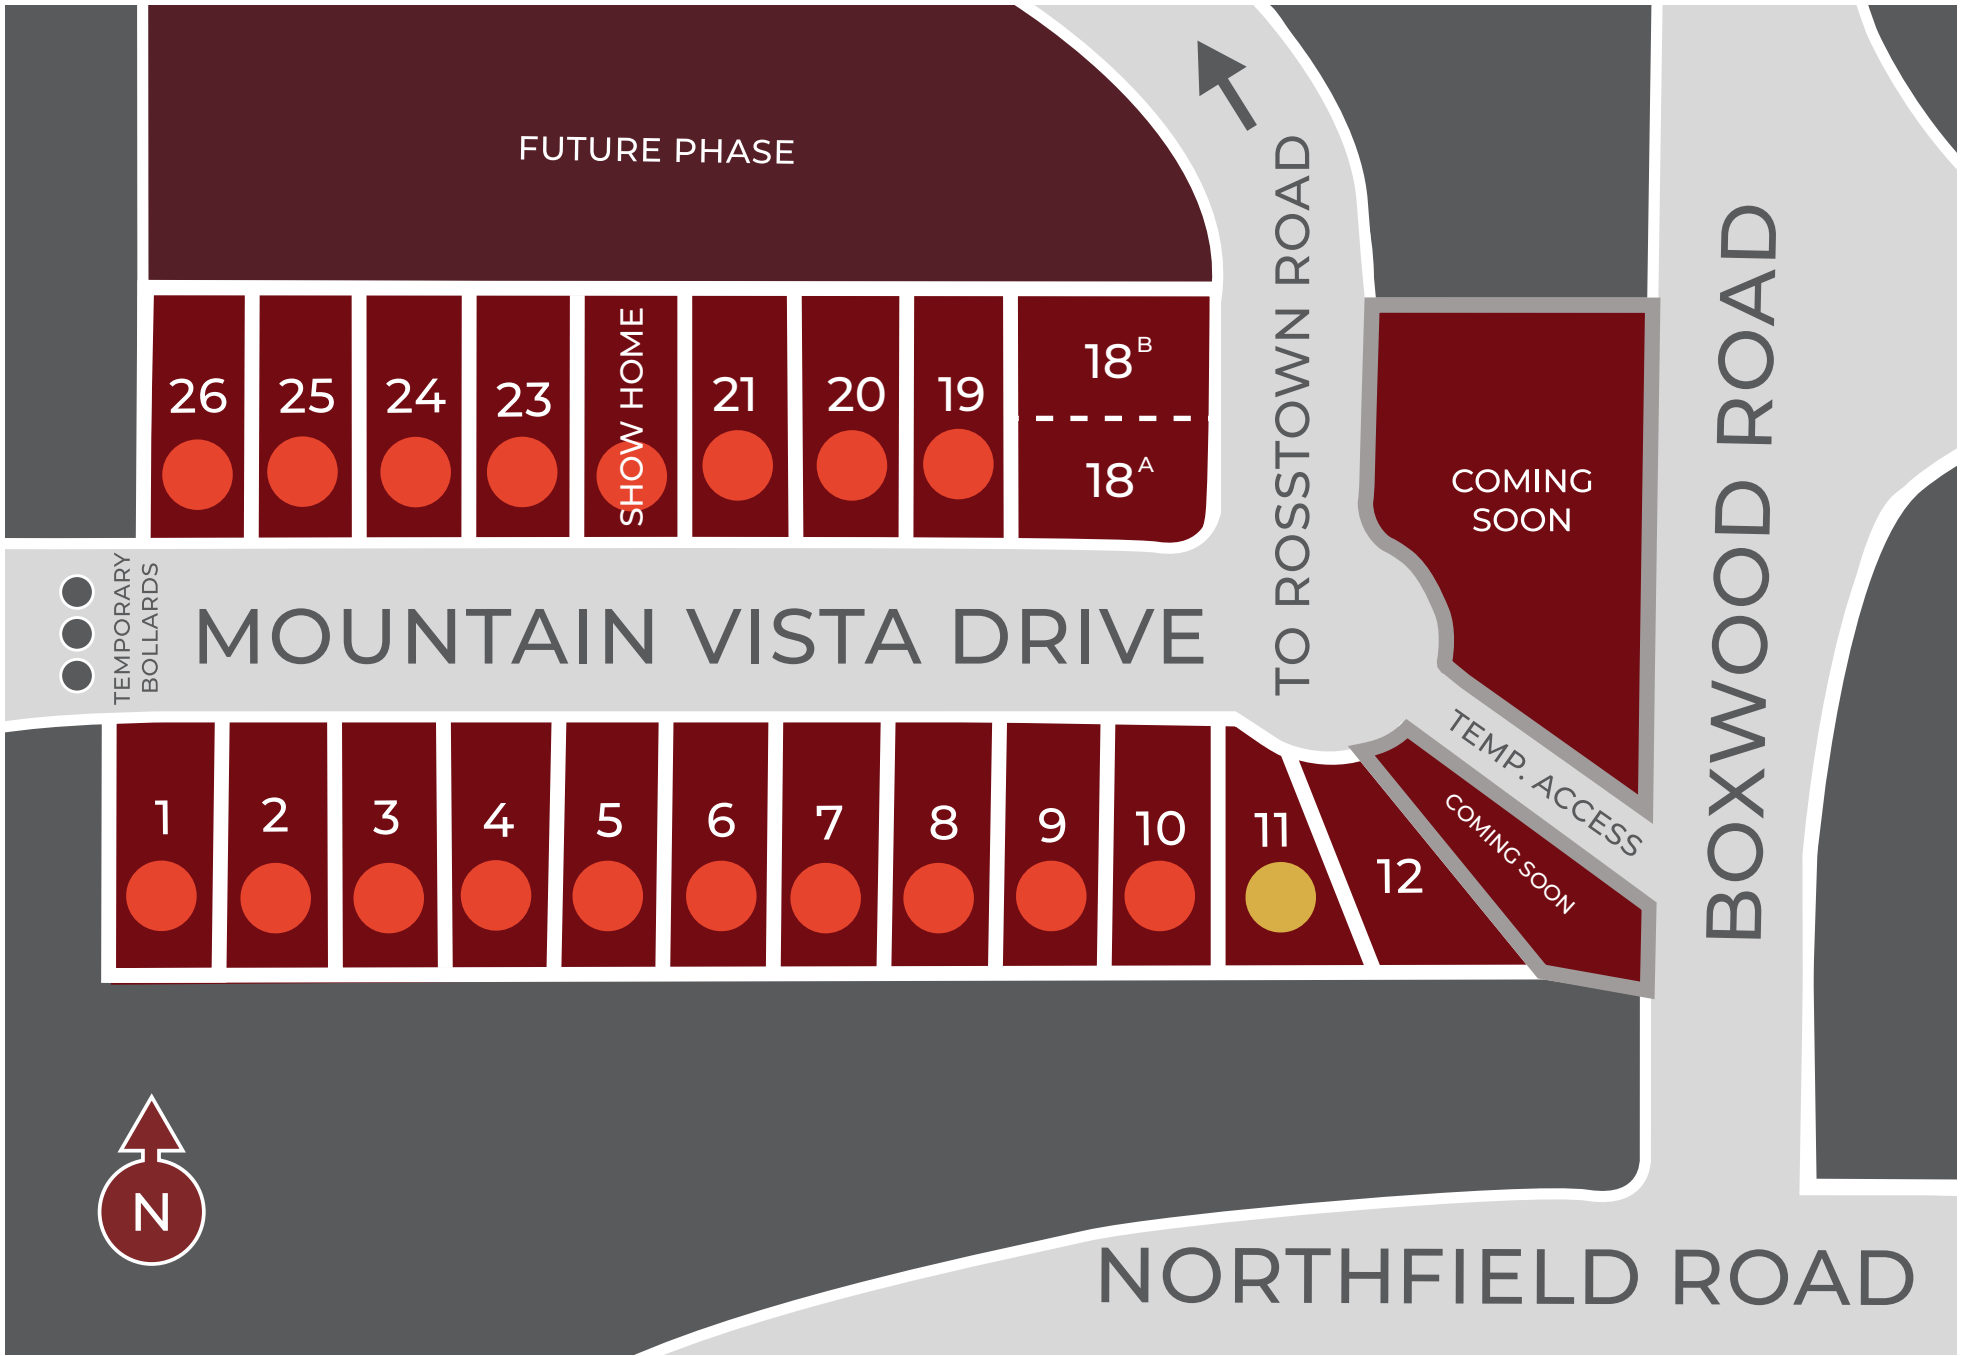 FUTURE PHASE
TO ROSSTOWN ROAD
BOXWOOD ROAD
26
25
24
23
SHOW HOME
21
20
19
18 B
18 A
COMING
SOON
TEMPORARY
BOLLARDS
MOUNTAIN VISTA DRIVE
TEMP. ACCESS
COMING SOON
1
2
3
4
5
6
7
8
9
10
11
12
N
NORTHFIELD ROAD